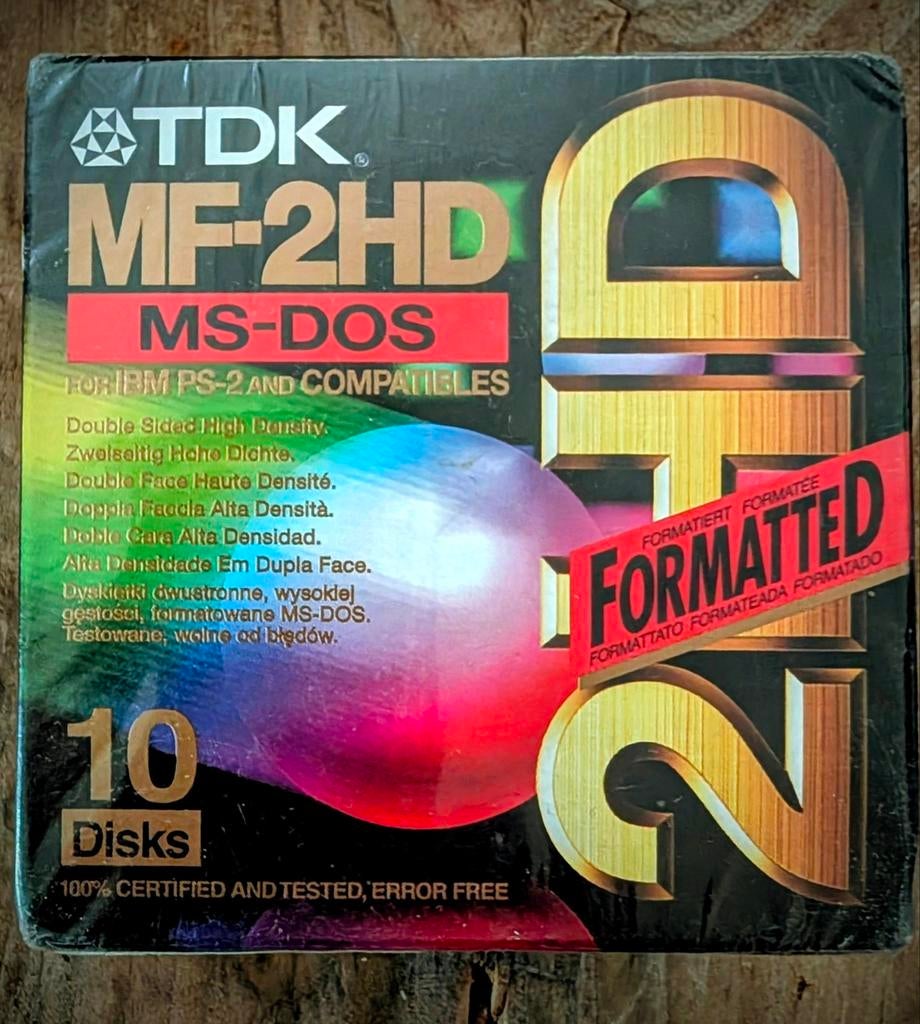 TDK®
MF-2HD
MS-DOS
FOR IBM PS-2 AND COMPATIBLES
Double Sided High Density.
Zweiseitig Hohe Dichte.
Double Face Haute Densité.
Doppia Faccia Alta Densità.
Doble Cara Alta Densidad.
Alta Densidade Em Dupla Face.
Dyskietki dwustronne, wysokiej
gęstości, formatowane MS-DOS.
Testowane, wolne od błędów.
10
Disks
100% CERTIFIED AND TESTED, ERROR FREE
2HD
FORMATIERT FORMATÉE
FORMATTED
FORMATTATO FORMATEADA FORMATADO